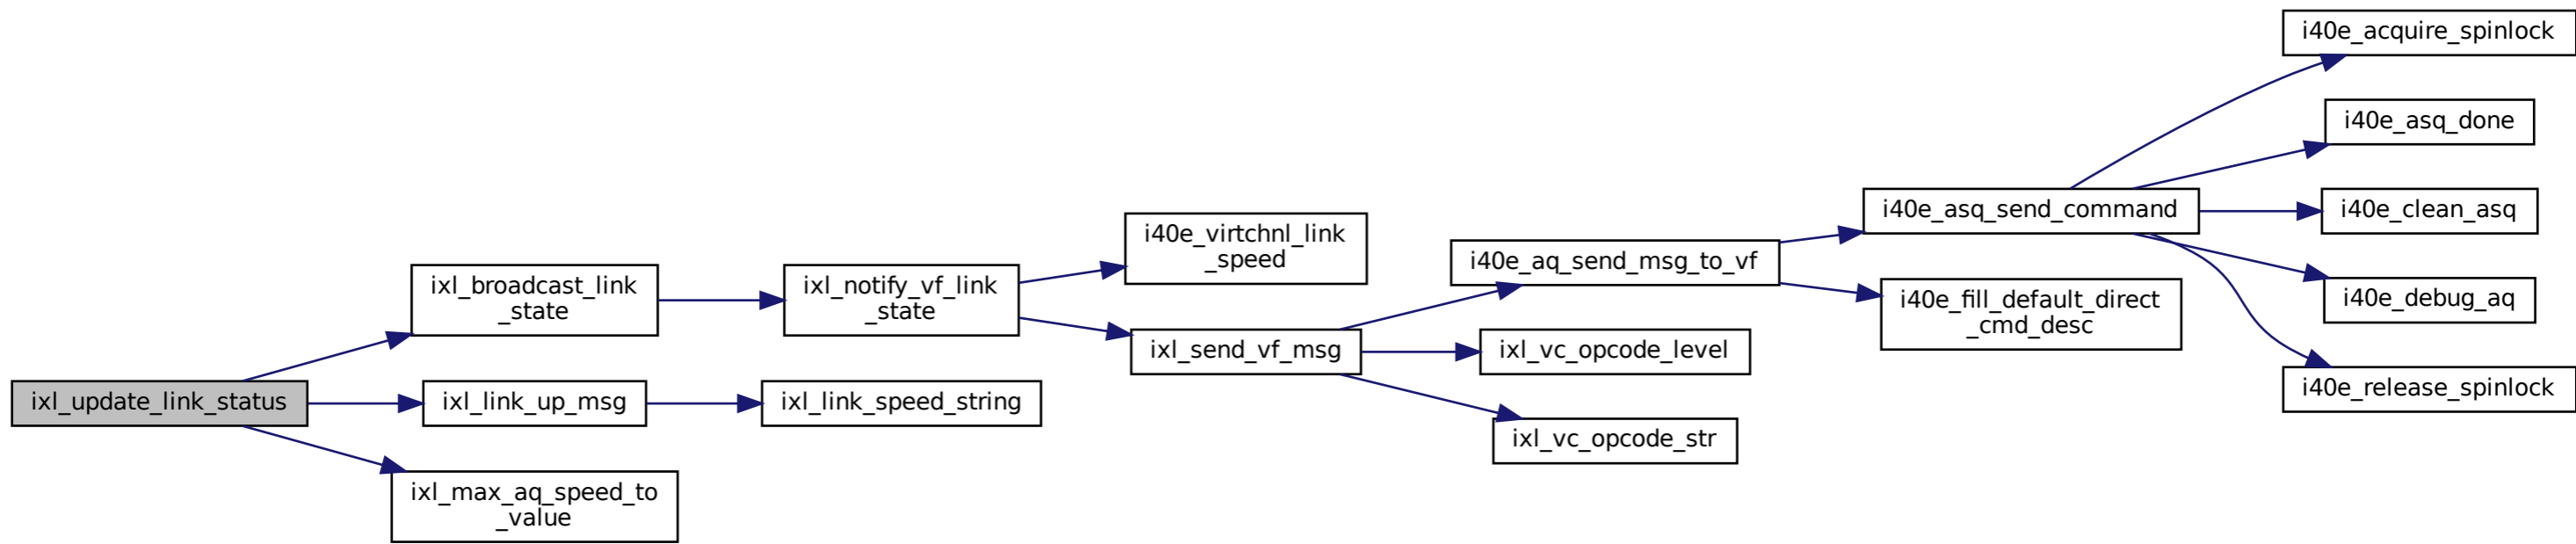 ixl_update_link_status
ixl_broadcast_link
_state
ixl_link_up_msg
ixl_max_aq_speed_to
_value
ixl_notify_vf_link
_state
ixl_link_speed_string
i40e_virtchnl_link
_speed
ixl_send_vf_msg
i40e_aq_send_msg_to_vf
ixl_vc_opcode_level
ixl_vc_opcode_str
i40e_asq_send_command
i40e_fill_default_direct
_cmd_desc
i40e_acquire_spinlock
i40e_asq_done
i40e_clean_asq
i40e_debug_aq
i40e_release_spinlock